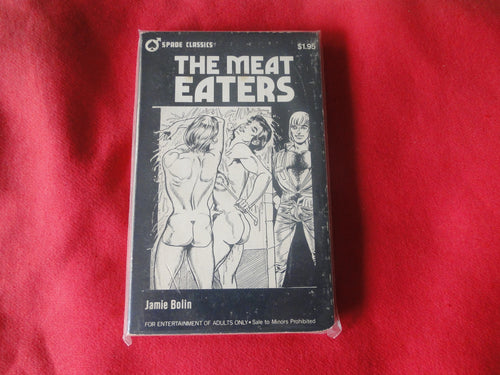 SPADE CLASSICS
$1.95
THE MEAT
EATERS
Jamie Bolin
FOR ENTERTAINMENT OF ADULTS ONLY • Sale to Minors Prohibited